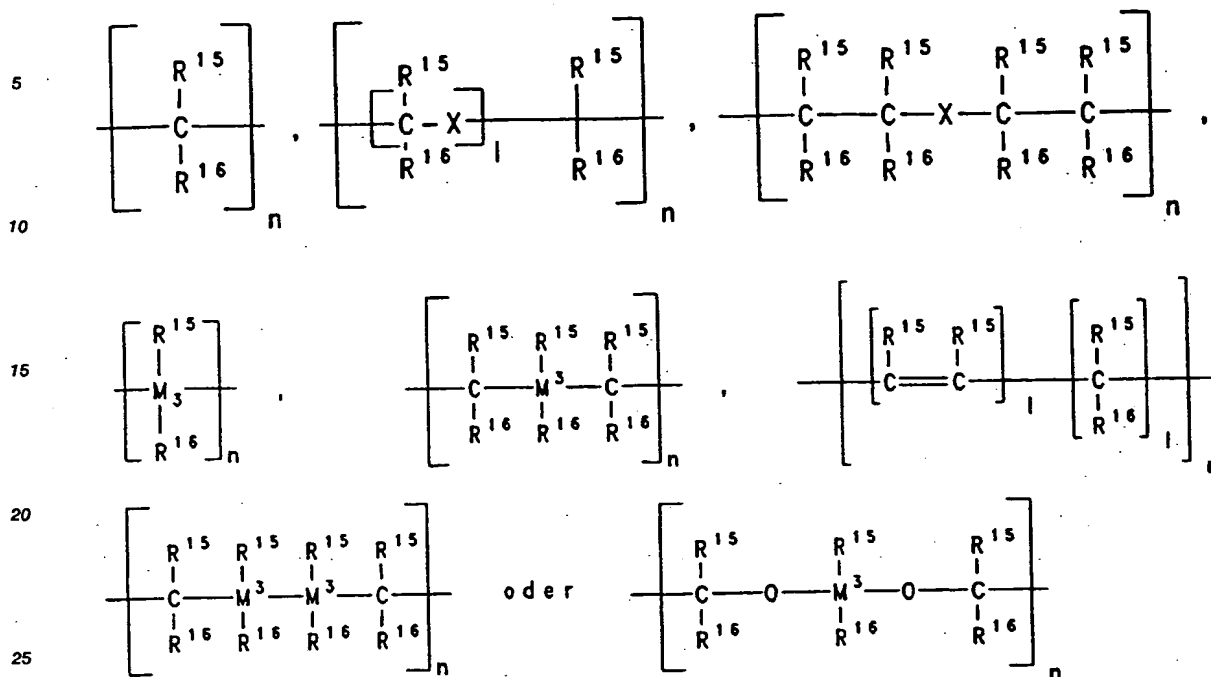 R¹⁵ R¹⁵ R¹⁵ R¹⁵ R¹⁵ R¹⁵ R¹⁵
5
C , C X , C C X C C ,
R¹⁶ R¹⁶ l R¹⁶ R¹⁶ R¹⁶ R¹⁶ R¹⁶
n n n
10
R¹⁵ R¹⁵ R¹⁵ R¹⁵ R¹⁵ R¹⁵ R¹⁵
15
M₃ , C M³ C , C C C
R¹⁶ R¹⁶ R¹⁶ R¹⁶ l R¹⁶ l
n n
20
R¹⁵ R¹⁵ R¹⁵ R¹⁵ R¹⁵ R¹⁵ R¹⁵
C M³ M³ C oder C O M³ O C
R¹⁶ R¹⁶ R¹⁶ R¹⁶ R¹⁶ R¹⁶ R¹⁶
25
n n